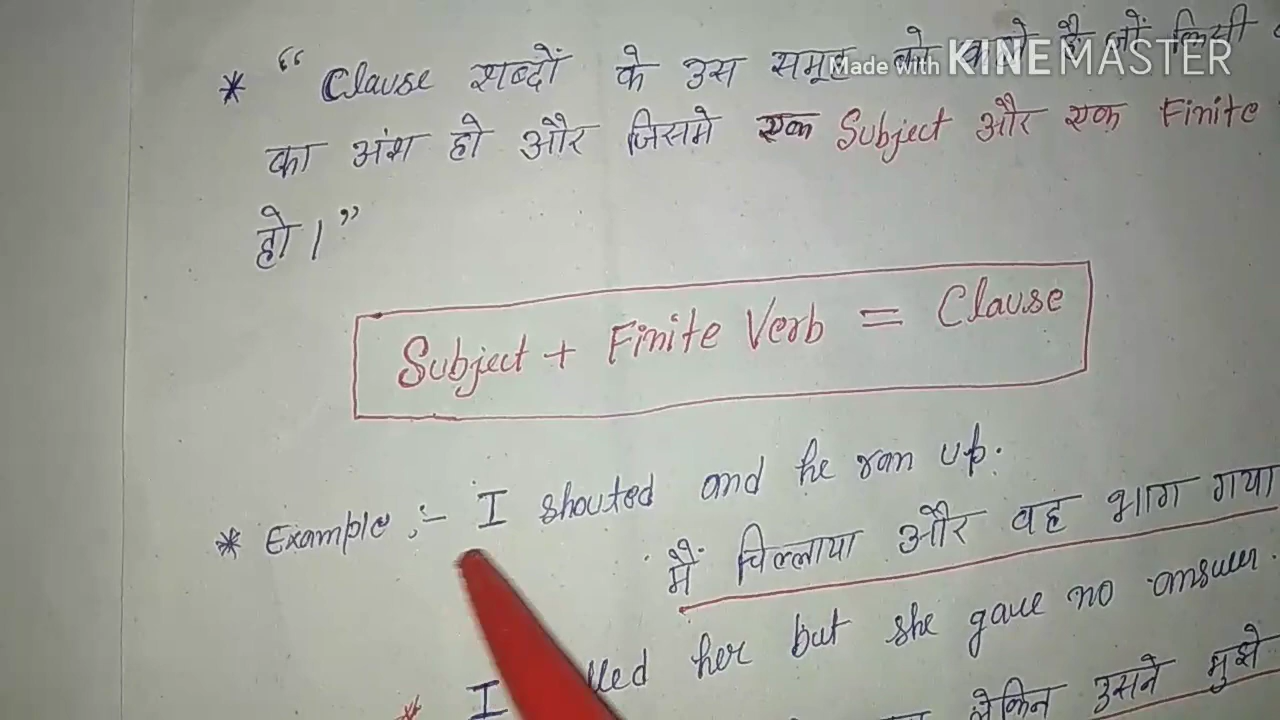 * “ Clause शब्दों के उस समूह को कहते हैं जो किसी
Made with KINEMASTER
का अंश हो और जिसमे एक Subject और एक Finite
हो।”
Subject + Finite Verb = Clause
* Example :- I shouted and he ran up.
मैं चिल्लाया और वह भाग गया
* I her but she gave no answer.
लेकिन उसने मुझे